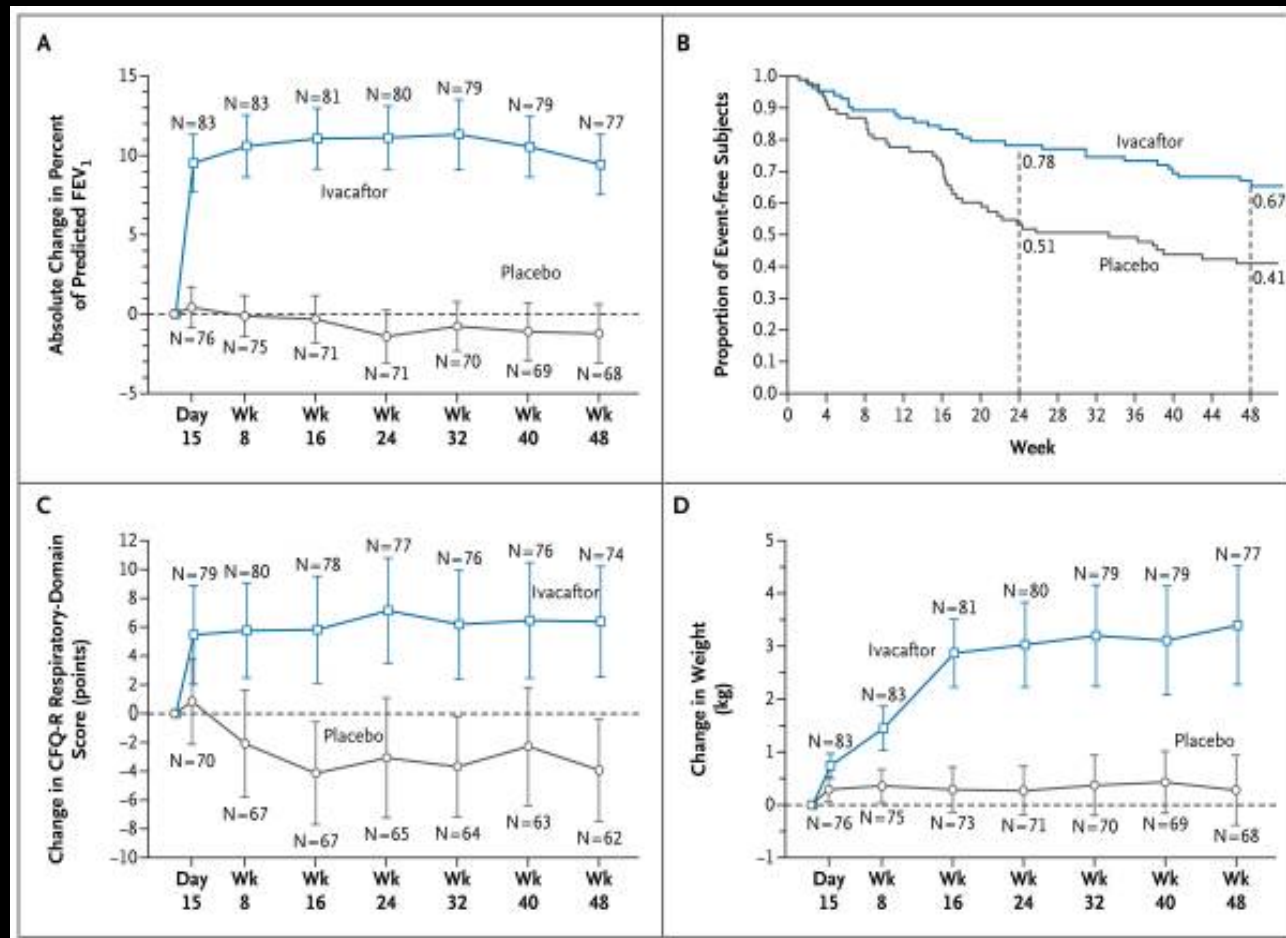 A
Absolute Change in Percent
of Predicted FEV1
15
10
5
0
−5
N=83
N=83
N=81
N=80
N=79
N=79
N=77
Ivacaftor
Placebo
N=76
N=75
N=71
N=71
N=70
N=69
N=68
Day Wk Wk Wk Wk Wk Wk
15 8 16 24 32 40 48
B
Proportion of Event-free Subjects
1.0
0.9
0.8
0.7
0.6
0.5
0.4
0.3
0.2
0.1
0.0
Ivacaftor
0.78
0.67
0.51
Placebo
0.41
0 4 8 12 16 20 24 28 32 36 40 44 48
Week
C
Change in CFQ-R Respiratory-Domain
Score (points)
12
10
8
6
4
2
0
−2
−4
−6
−8
−10
N=79
N=80
N=78
N=77
N=76
N=76
N=74
Ivacaftor
Placebo
N=70
N=67
N=67
N=65
N=64
N=63
N=62
Day Wk Wk Wk Wk Wk Wk
15 8 16 24 32 40 48
D
Change in Weight
(kg)
5
4
3
2
1
0
−1
N=83
N=83
N=81
N=80
N=79
N=79
N=77
Ivacaftor
Placebo
N=76
N=75
N=73
N=71
N=70
N=69
N=68
Day Wk Wk Wk Wk Wk Wk
15 8 16 24 32 40 48